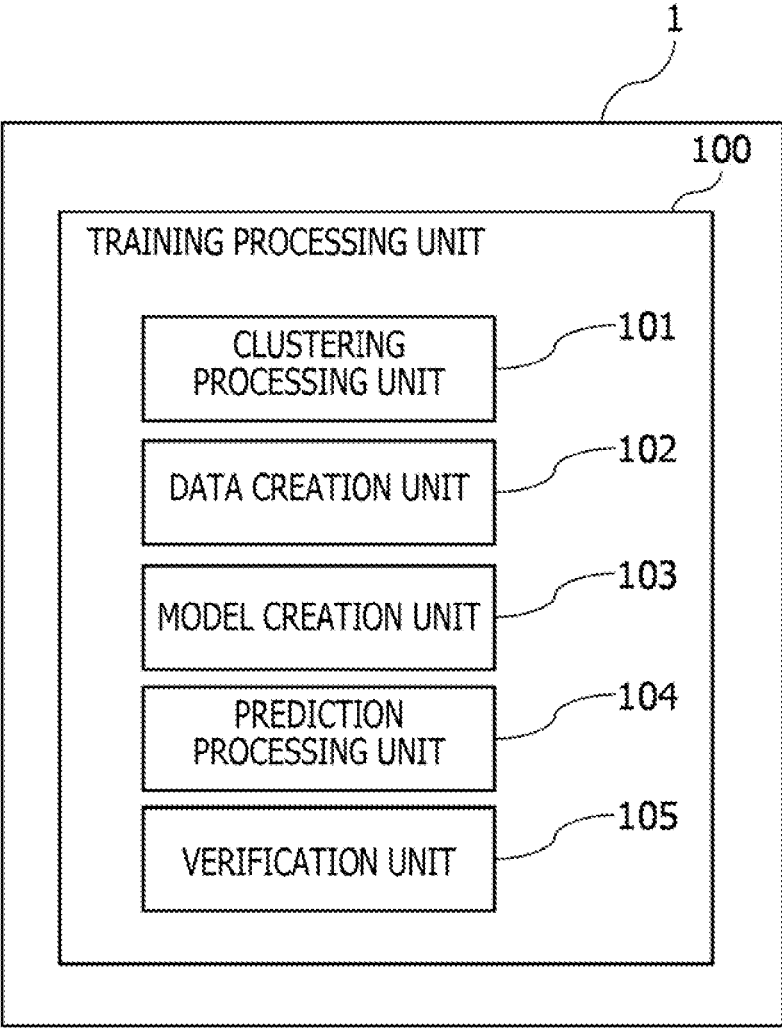 1
100
TRAINING PROCESSING UNIT
CLUSTERING
PROCESSING UNIT
101
DATA CREATION UNIT
102
MODEL CREATION UNIT
103
PREDICTION
PROCESSING UNIT
104
VERIFICATION UNIT
105